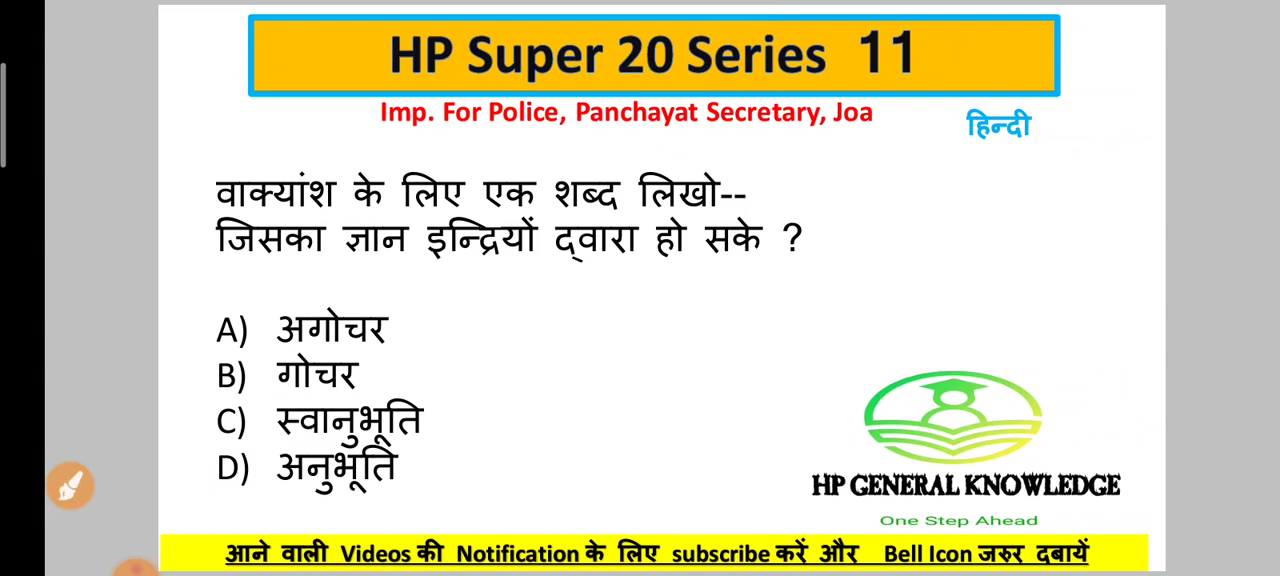 HP Super 20 Series 11
Imp. For Police, Panchayat Secretary, Joa
हिन्दी
वाक्यांश के लिए एक शब्द लिखो--
जिसका ज्ञान इन्द्रियों द्वारा हो सके ?
A) अगोचर
B) गोचर
C) स्वानुभूति
D) अनुभूति
HP GENERAL KNOWLEDGE
One Step Ahead
आने वाली Videos की Notification के लिए subscribe करें और Bell Icon जरुर दबायें